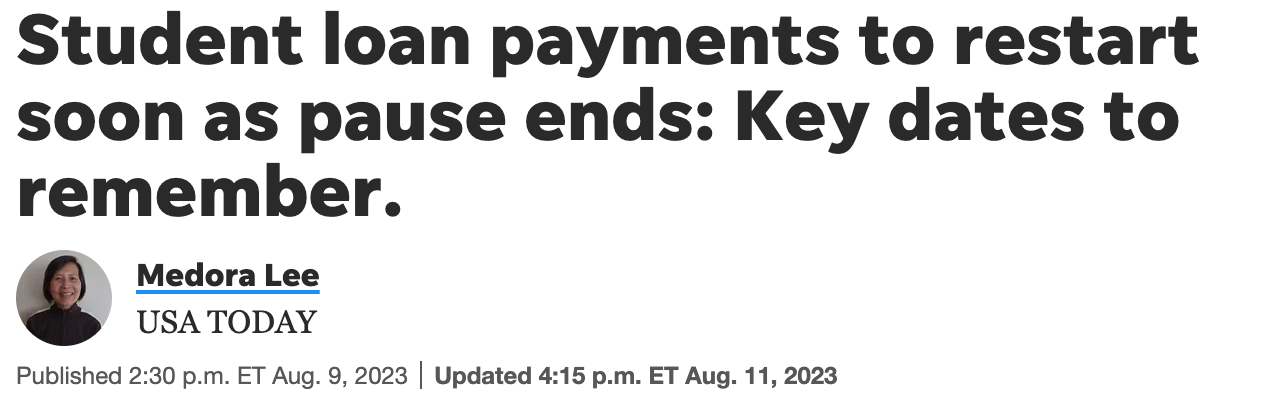 Student loan payments to restart
soon as pause ends: Key dates to
remember.
Medora Lee
USA TODAY
Published 2:30 p.m. ET Aug. 9, 2023 | Updated 4:15 p.m. ET Aug. 11, 2023